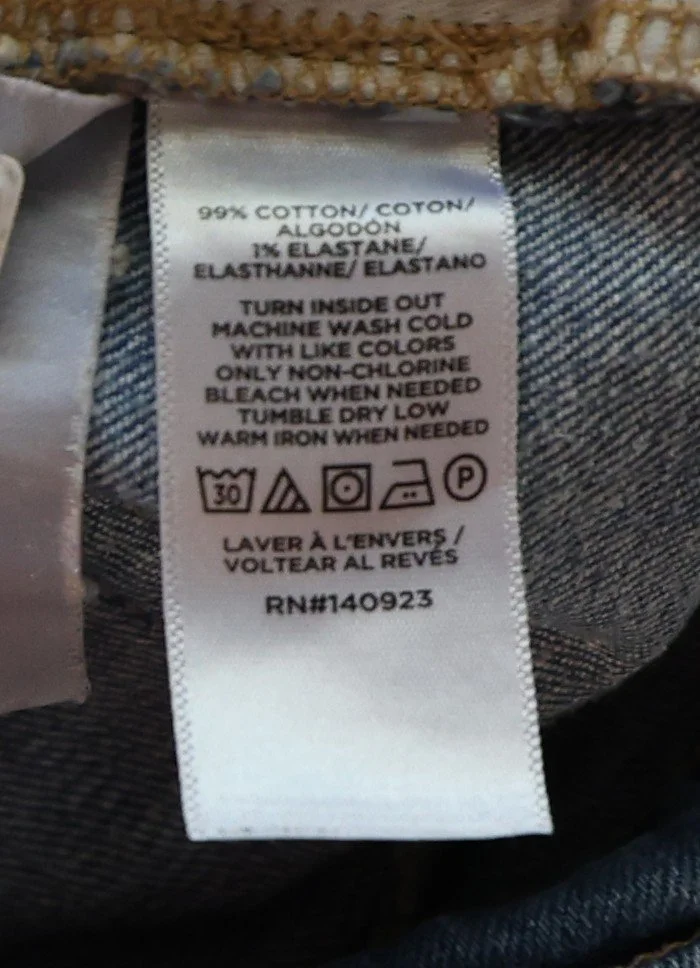 99% COTTON/ COTON/
ALGODÓN
1% ELASTANE/
ELASTHANNE/ ELASTANO
TURN INSIDE OUT
MACHINE WASH COLD
WITH LIKE COLORS
ONLY NON-CHLORINE
BLEACH WHEN NEEDED
TUMBLE DRY LOW
WARM IRON WHEN NEEDED
30 P
LAVER À L'ENVERS /
VOLTEAR AL REVÉS
RN#140923